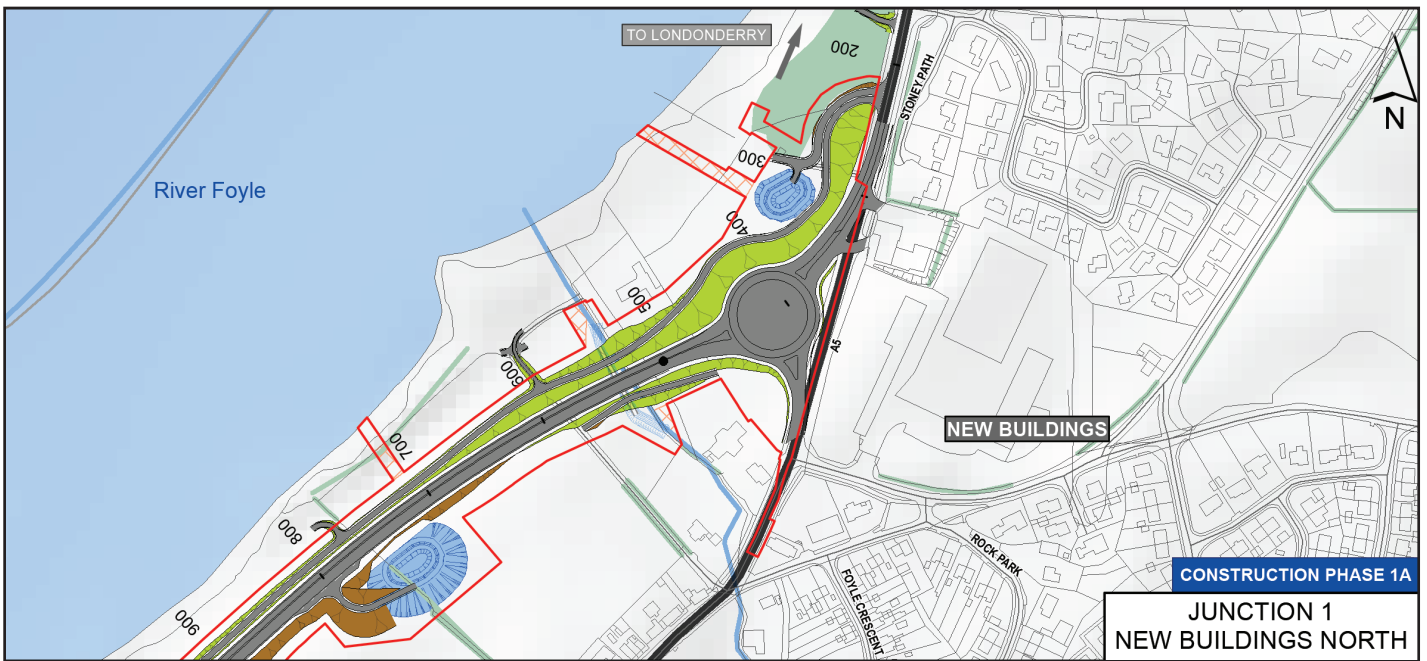 TO LONDONDERRY
200
STONEY PATH
N
300
River Foyle
400
500
A5
600
NEW BUILDINGS
700
800
ROCK PARK
FOYLE CRESCENT
900
CONSTRUCTION PHASE 1A
JUNCTION 1
NEW BUILDINGS NORTH